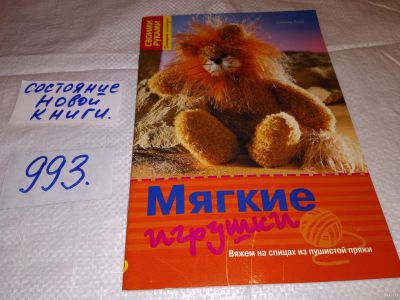 состояние
новой
книги.
993.
СВОИМИ
РУКАМИ
Мягкие
игрушки
Вяжем на спицах из пушистой пряжи